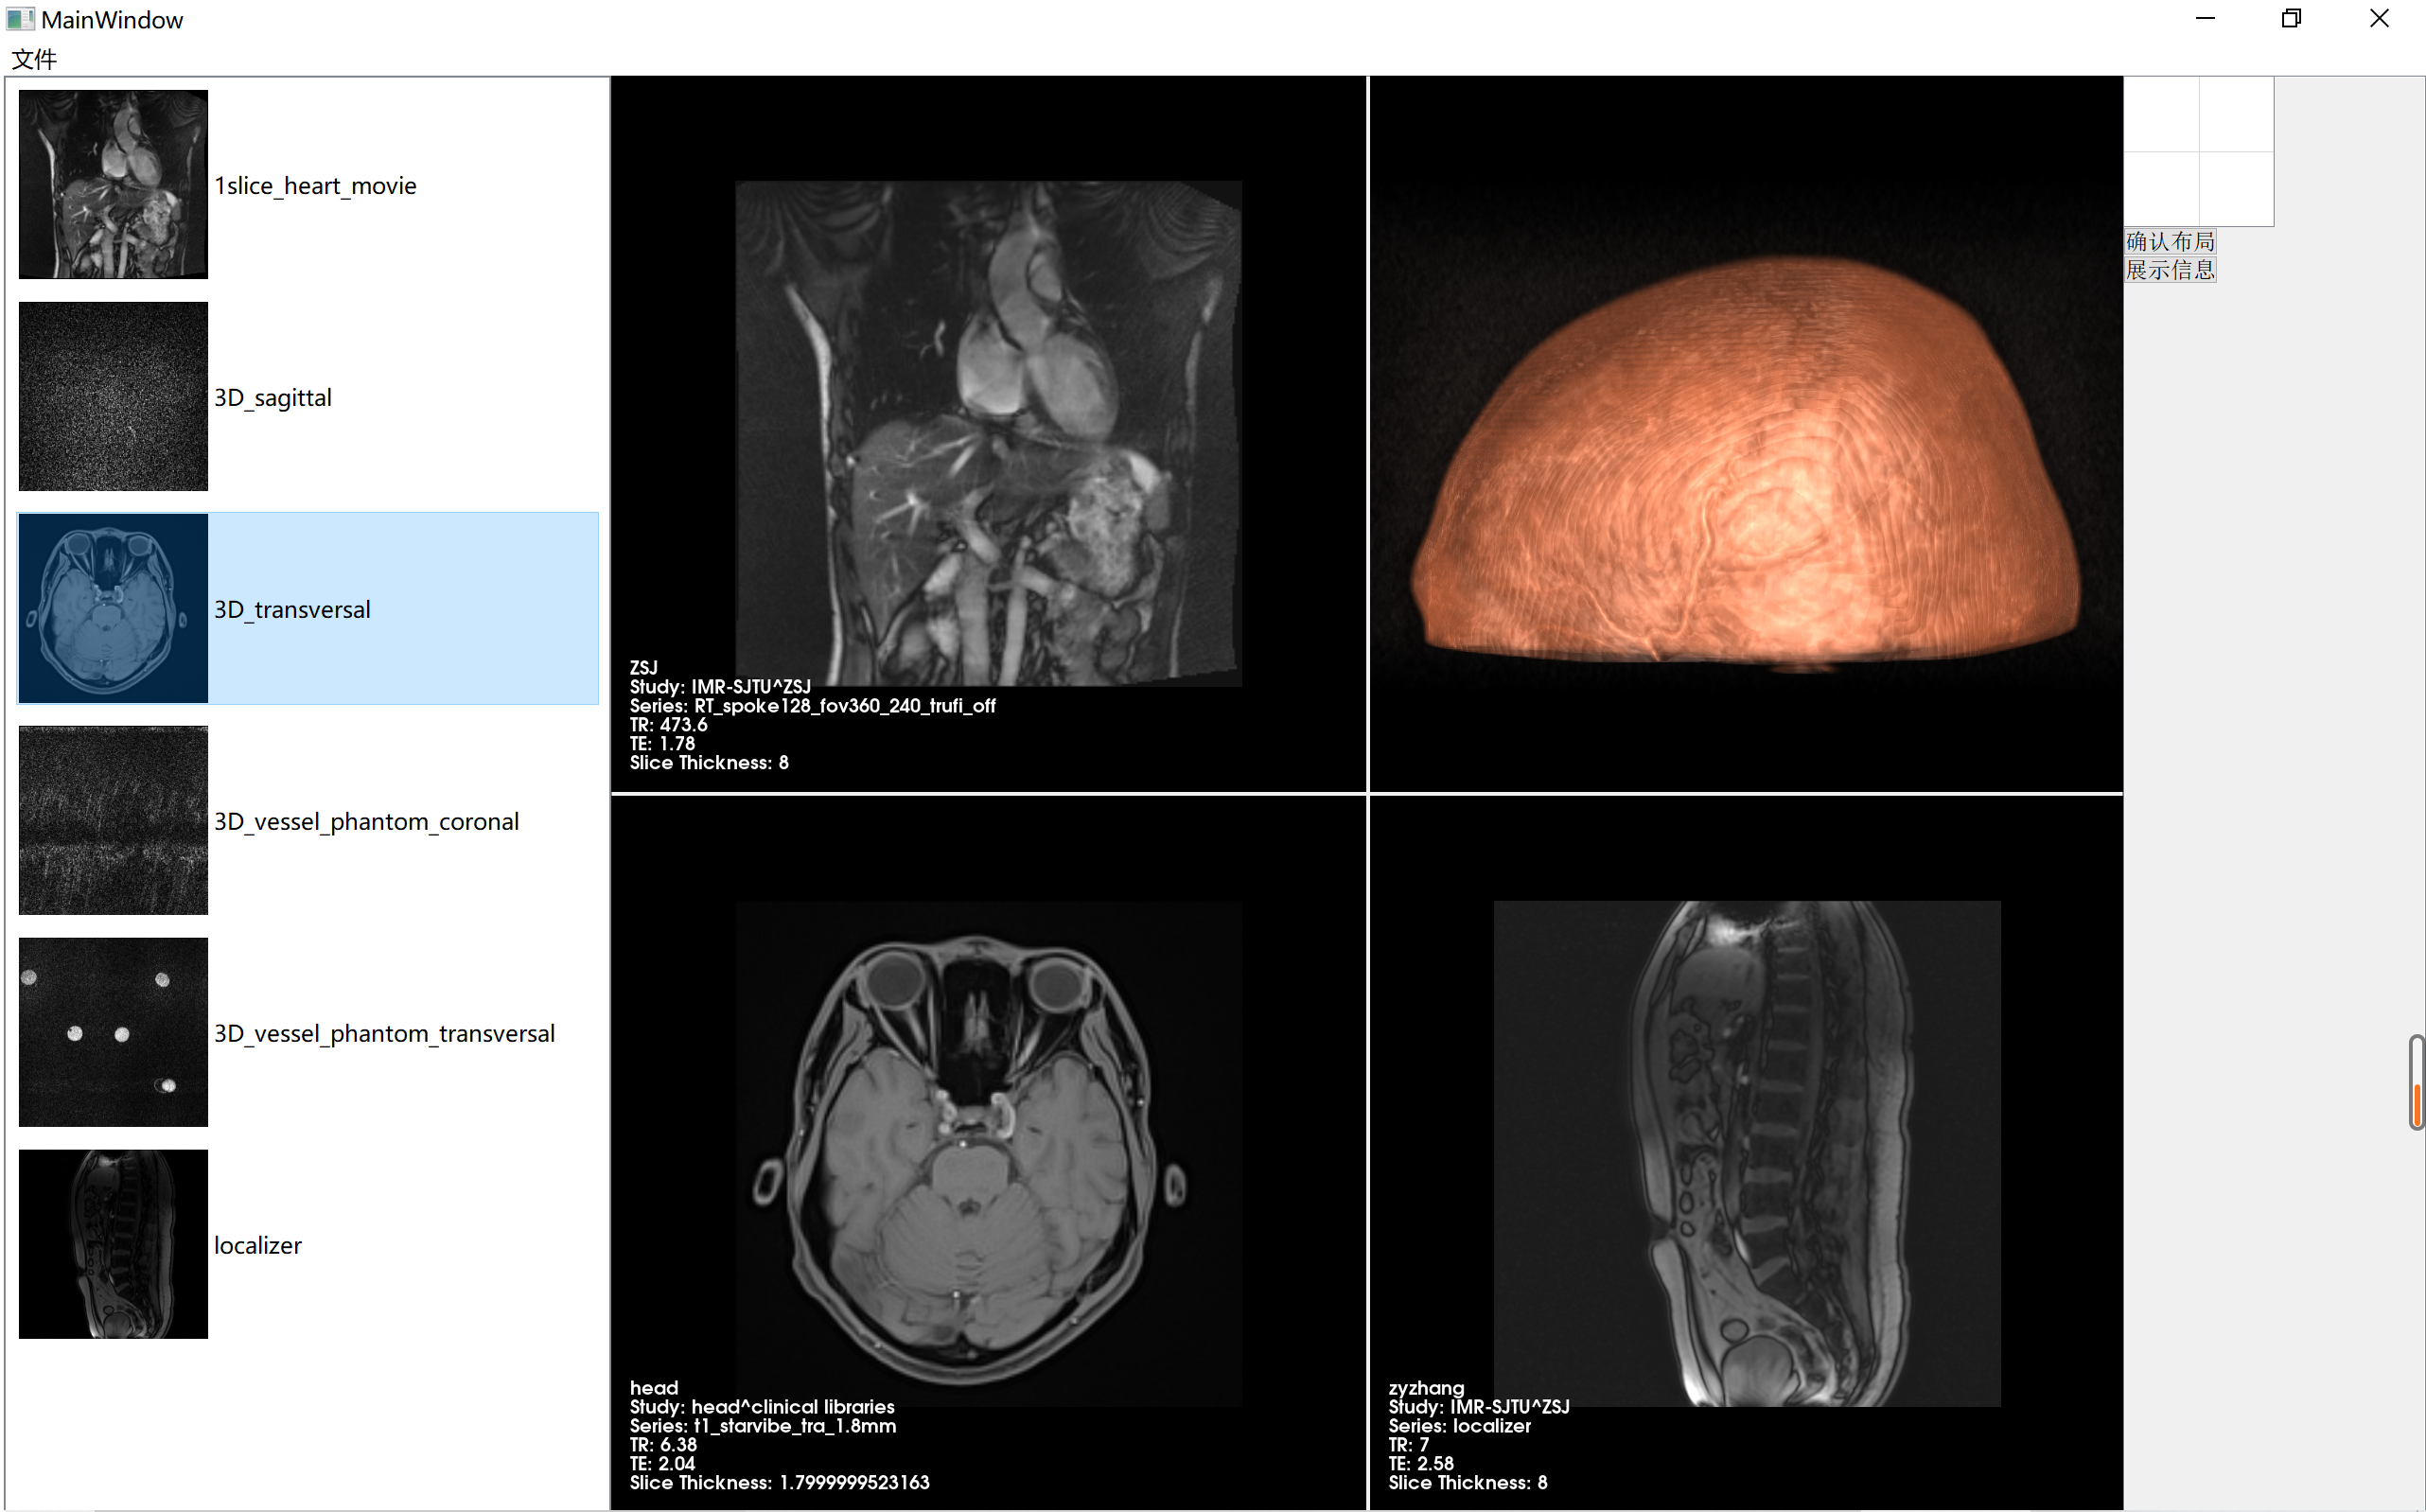 MainWindow
文件
1slice_heart_movie
3D_sagittal
3D_transversal
3D_vessel_phantom_coronal
3D_vessel_phantom_transversal
localizer
ZSJ
Study: IMR-SJTU^ZSJ
Series: RT_spoke128_fov360_240_trufi_off
TR: 473.6
TE: 1.78
Slice Thickness: 8
head
Study: head^clinical libraries
Series: t1_starvibe_tra_1.8mm
TR: 6.38
TE: 2.04
Slice Thickness: 1.7999999523163
zyzhang
Study: IMR-SJTU^ZSJ
Series: localizer
TR: 7
TE: 2.58
Slice Thickness: 8
确认布局
展示信息